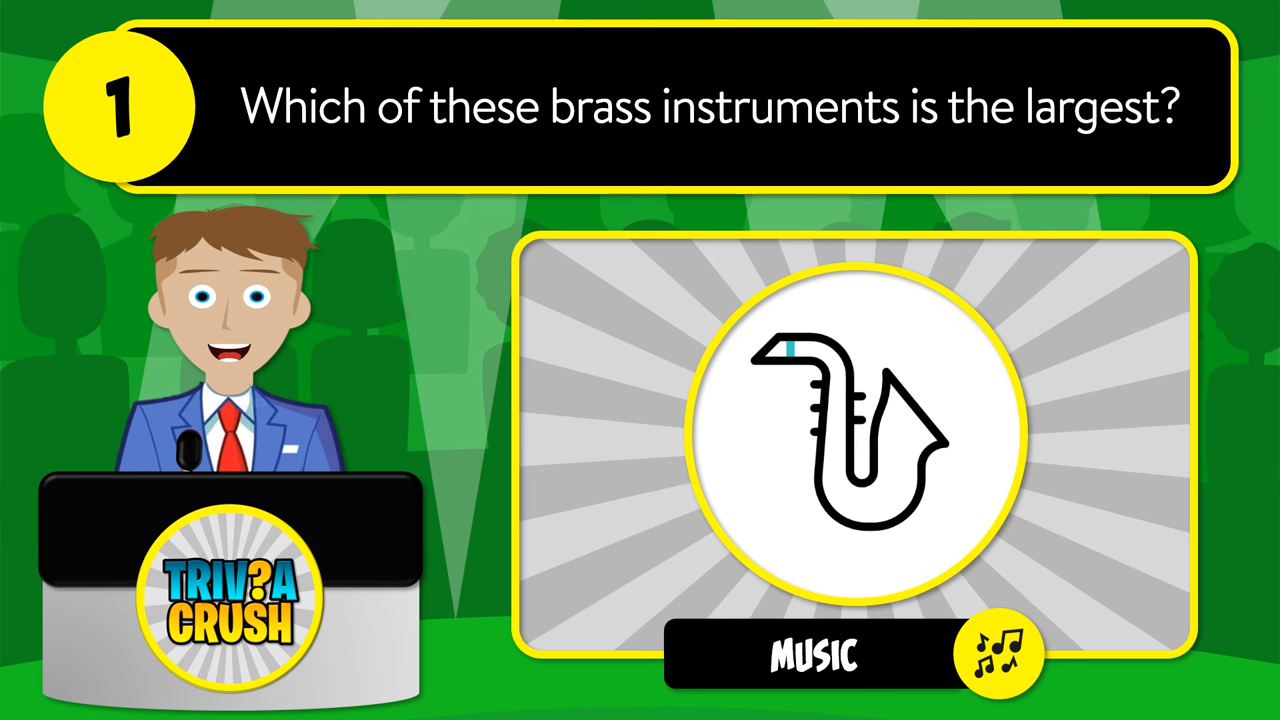 1
Which of these brass instruments is the largest?
TRIV?A
CRUSH
MUSIC